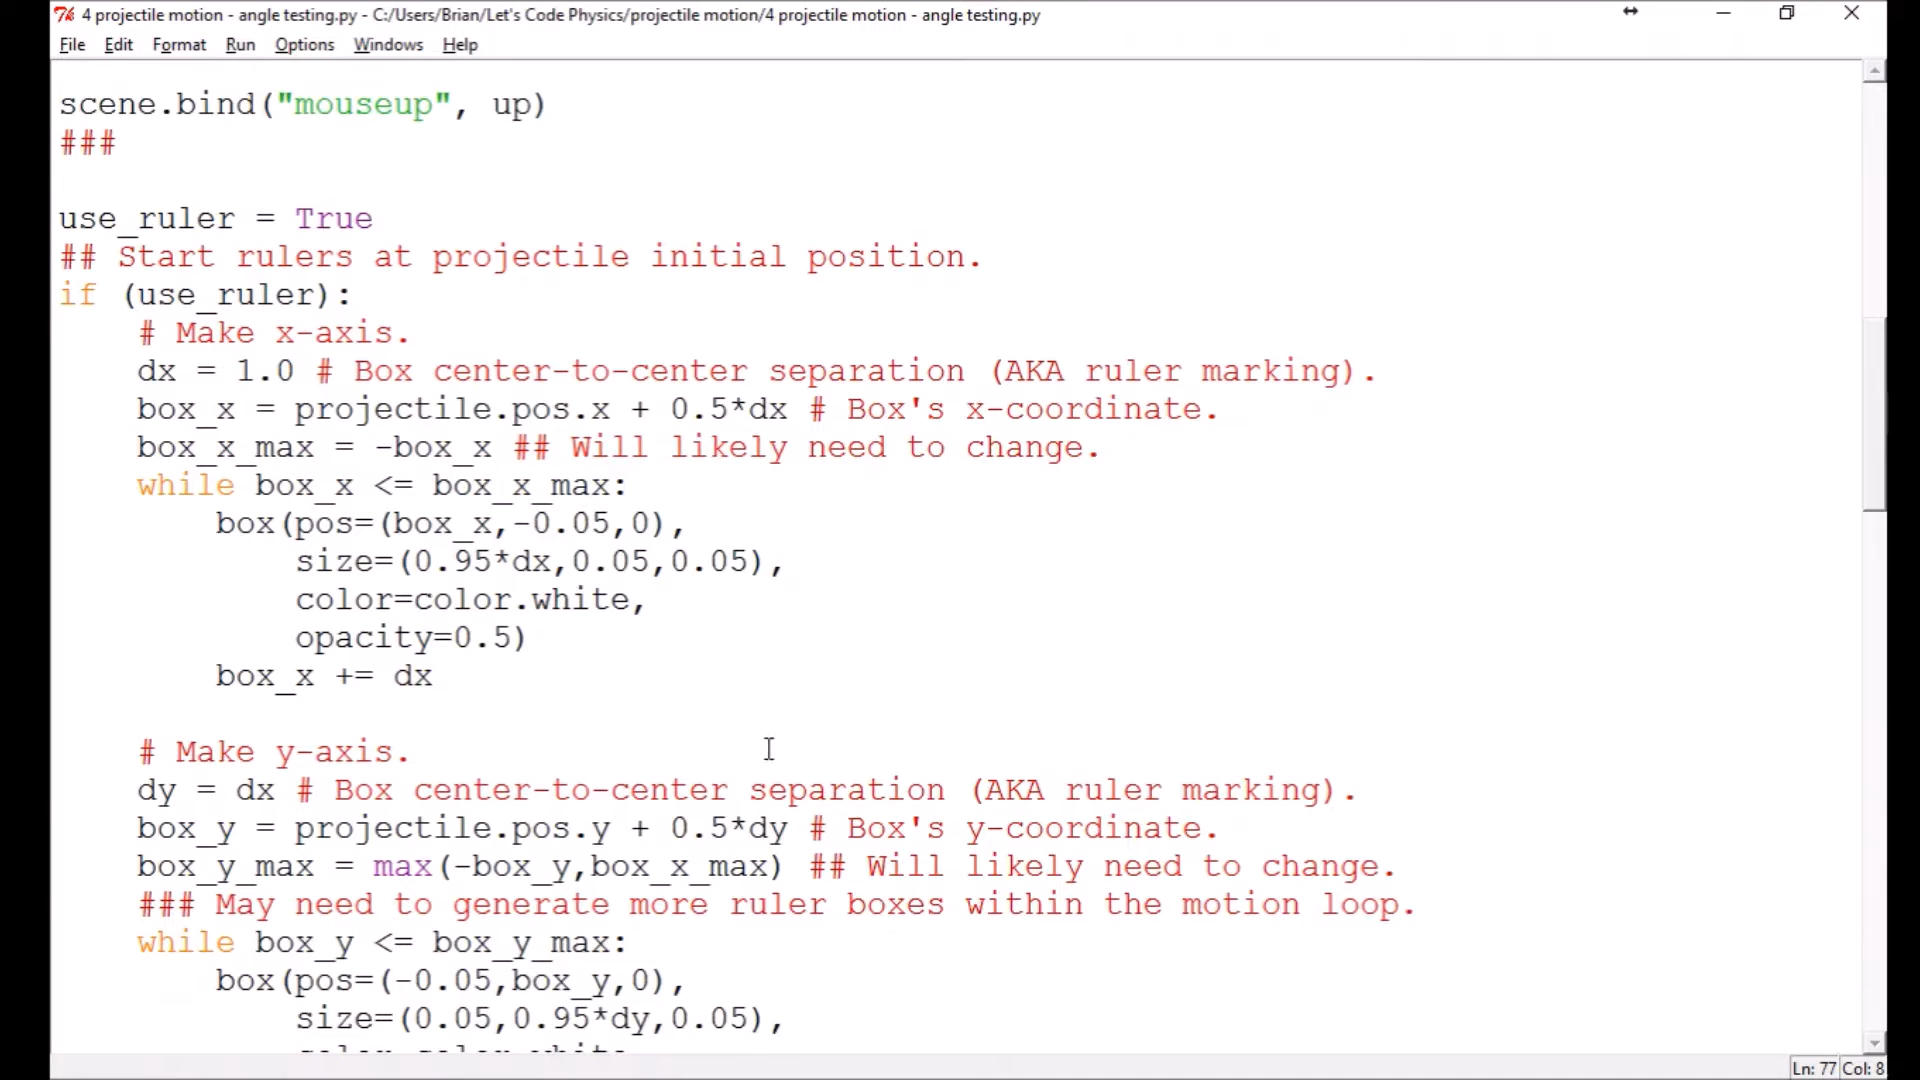 4 projectile motion - angle testing.py - C:/Users/Brian/Let's Code Physics/projectile motion/4 projectile motion - angle testing.py
File Edit Format Run Options Windows Help
scene.bind("mouseup", up)
###
use_ruler = True
## Start rulers at projectile initial position.
if (use_ruler):
    # Make x-axis.
    dx = 1.0 # Box center-to-center separation (AKA ruler marking).
    box_x = projectile.pos.x + 0.5*dx # Box's x-coordinate.
    box_x_max = -box_x ## Will likely need to change.
    while box_x <= box_x_max:
        box(pos=(box_x,-0.05,0),
            size=(0.95*dx,0.05,0.05),
            color=color.white,
            opacity=0.5)
        box_x += dx
    # Make y-axis.
    dy = dx # Box center-to-center separation (AKA ruler marking).
    box_y = projectile.pos.y + 0.5*dy # Box's y-coordinate.
    box_y_max = max(-box_y,box_x_max) ## Will likely need to change.
    ### May need to generate more ruler boxes within the motion loop.
    while box_y <= box_y_max:
        box(pos=(-0.05,box_y,0),
            size=(0.05,0.95*dy,0.05),
Ln: 77 Col: 8